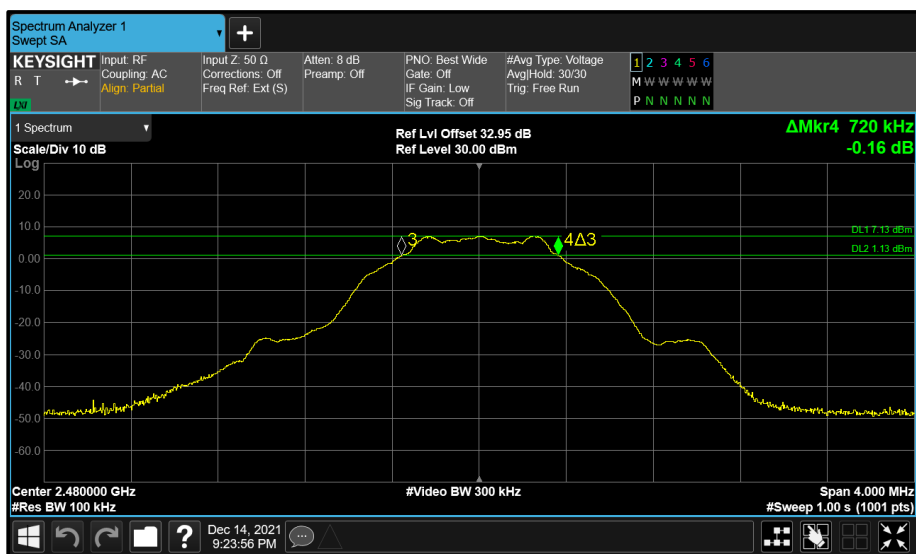 Spectrum Analyzer 1
Swept SA
KEYSIGHT
R T
LXI
Input: RF
Coupling: AC
Align: Partial
Input Z: 50 Ω
Corrections: Off
Freq Ref: Ext (S)
Atten: 8 dB
Preamp: Off
PNO: Best Wide
Gate: Off
IF Gain: Low
Sig Track: Off
#Avg Type: Voltage
Avg|Hold: 30/30
Trig: Free Run
1 2 3 4 5 6
M W W W W W
P N N N N N
1 Spectrum
Scale/Div 10 dB
Ref Lvl Offset 32.95 dB
Ref Level 30.00 dBm
ΔMkr4 720 kHz
-0.16 dB
Log
20.0
10.0
0.00
-10.0
-20.0
-30.0
-40.0
-50.0
-60.0
3
4Δ3
DL1 7.13 dBm
DL2 1.13 dBm
Center 2.480000 GHz
#Res BW 100 kHz
#Video BW 300 kHz
Span 4.000 MHz
#Sweep 1.00 s (1001 pts)
?
Dec 14, 2021
9:23:56 PM